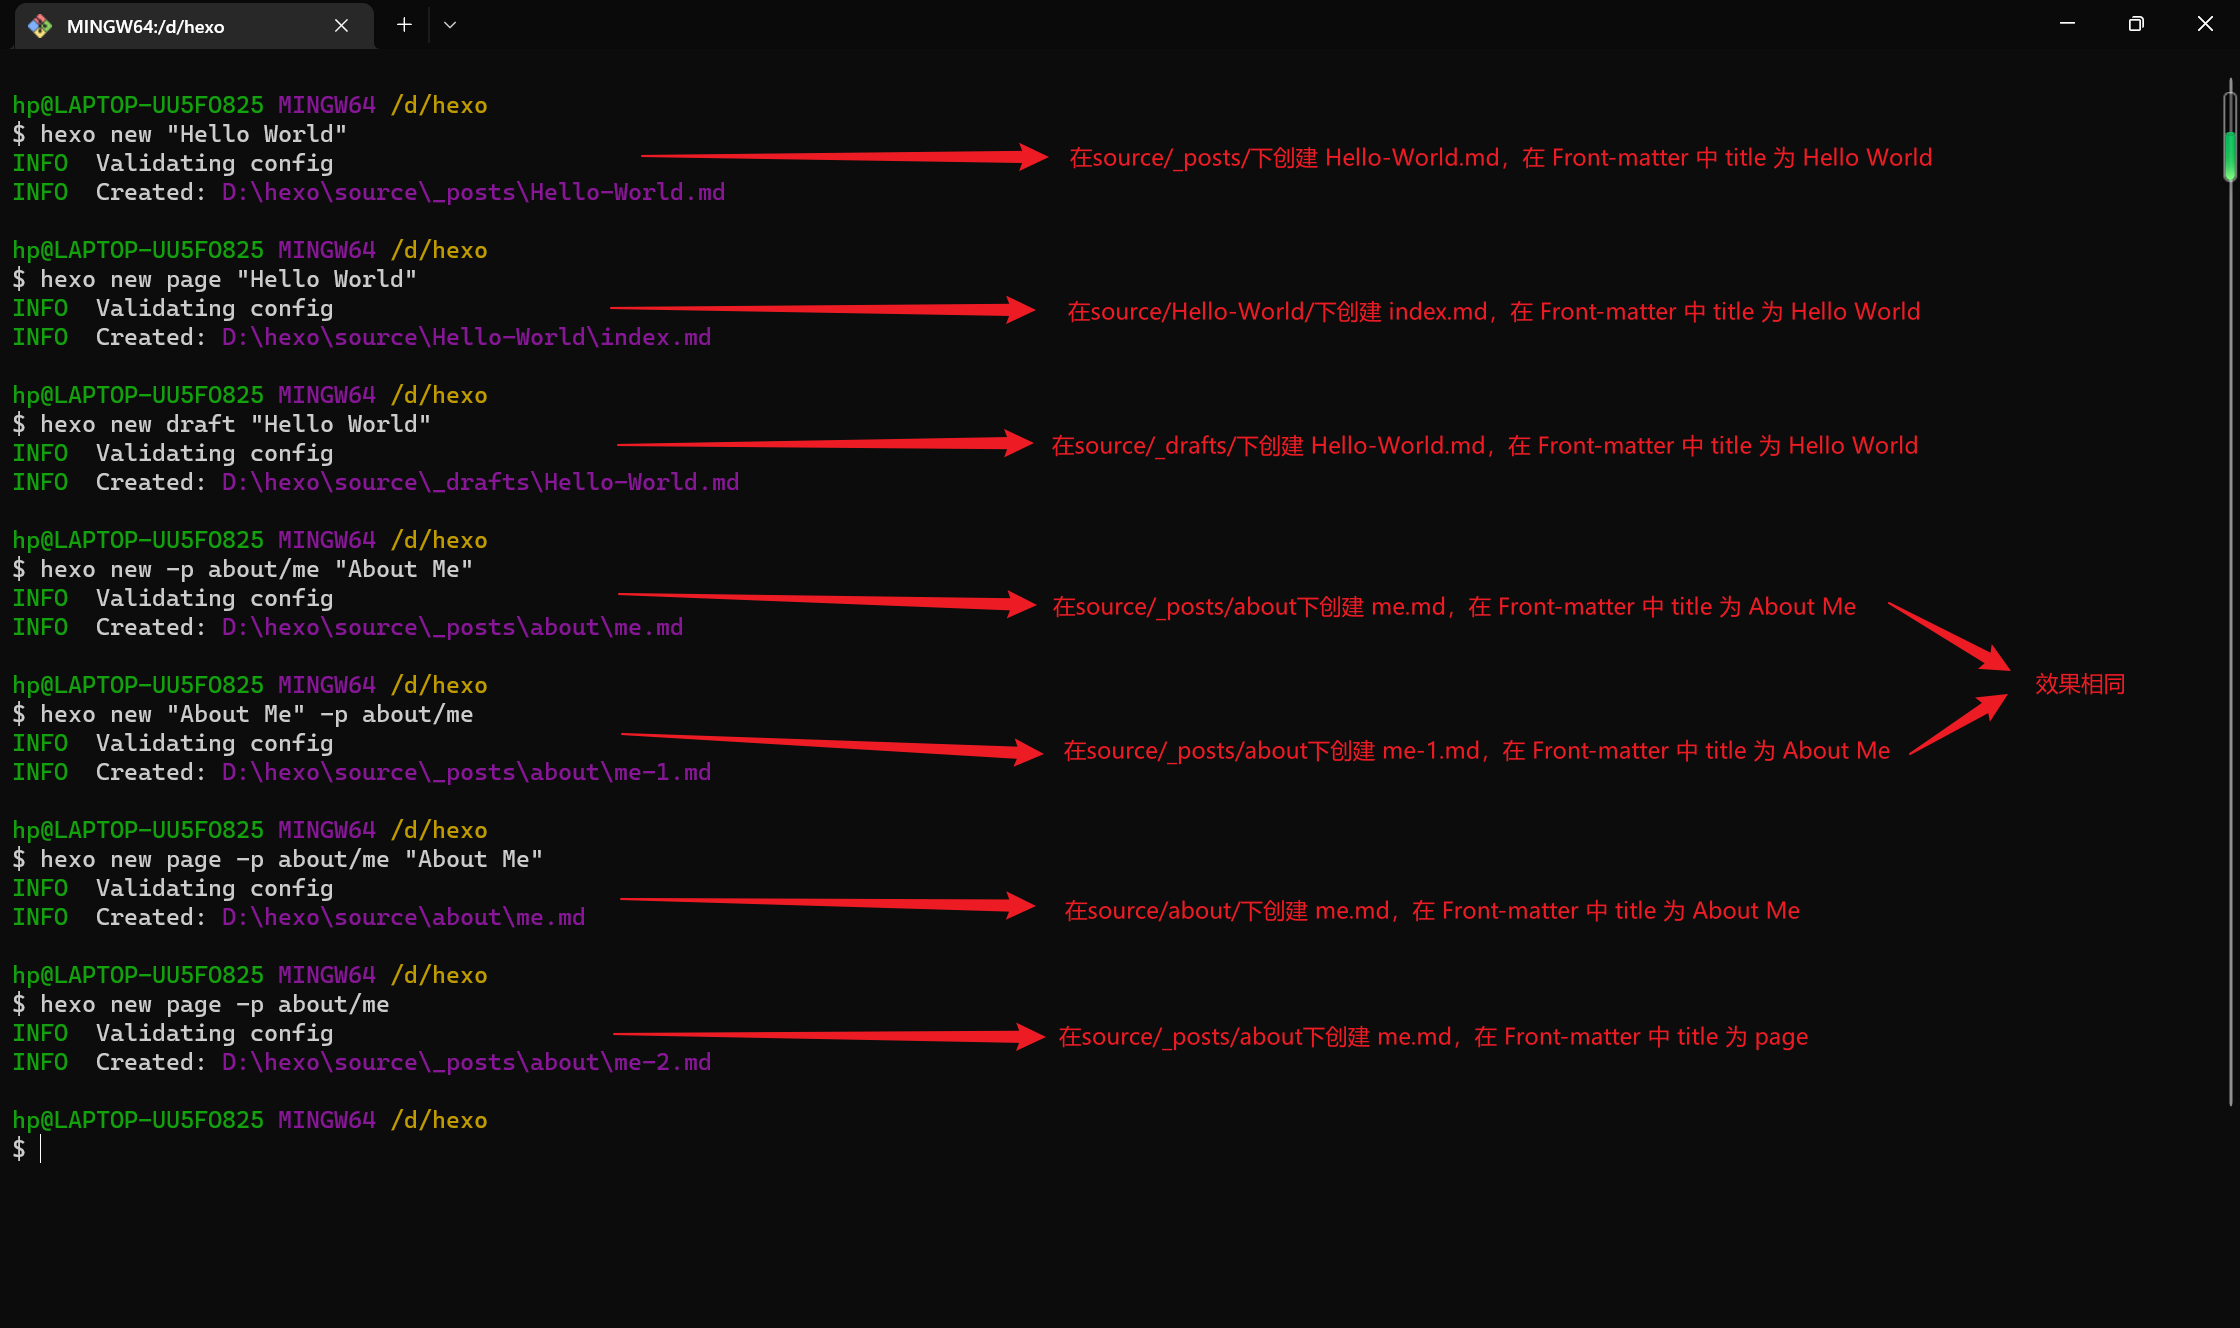 MINGW64:/d/hexo
hp@LAPTOP-UU5FO825 MINGW64 /d/hexo
$ hexo new "Hello World"
INFO  Validating config
在source/_posts/下创建 Hello-World.md，在 Front-matter 中 title 为 Hello World
INFO  Created: D:\hexo\source\_posts\Hello-World.md
hp@LAPTOP-UU5FO825 MINGW64 /d/hexo
$ hexo new page "Hello World"
INFO  Validating config
在source/Hello-World/下创建 index.md，在 Front-matter 中 title 为 Hello World
INFO  Created: D:\hexo\source\Hello-World\index.md
hp@LAPTOP-UU5FO825 MINGW64 /d/hexo
$ hexo new draft "Hello World"
INFO  Validating config
在source/_drafts/下创建 Hello-World.md，在 Front-matter 中 title 为 Hello World
INFO  Created: D:\hexo\source\_drafts\Hello-World.md
hp@LAPTOP-UU5FO825 MINGW64 /d/hexo
$ hexo new -p about/me "About Me"
INFO  Validating config
在source/_posts/about下创建 me.md，在 Front-matter 中 title 为 About Me
INFO  Created: D:\hexo\source\_posts\about\me.md
hp@LAPTOP-UU5FO825 MINGW64 /d/hexo
效果相同
$ hexo new "About Me" -p about/me
INFO  Validating config
在source/_posts/about下创建 me-1.md，在 Front-matter 中 title 为 About Me
INFO  Created: D:\hexo\source\_posts\about\me-1.md
hp@LAPTOP-UU5FO825 MINGW64 /d/hexo
$ hexo new page -p about/me "About Me"
INFO  Validating config
在source/about/下创建 me.md，在 Front-matter 中 title 为 About Me
INFO  Created: D:\hexo\source\about\me.md
hp@LAPTOP-UU5FO825 MINGW64 /d/hexo
$ hexo new page -p about/me
INFO  Validating config
在source/_posts/about下创建 me.md，在 Front-matter 中 title 为 page
INFO  Created: D:\hexo\source\_posts\about\me-2.md
hp@LAPTOP-UU5FO825 MINGW64 /d/hexo
$